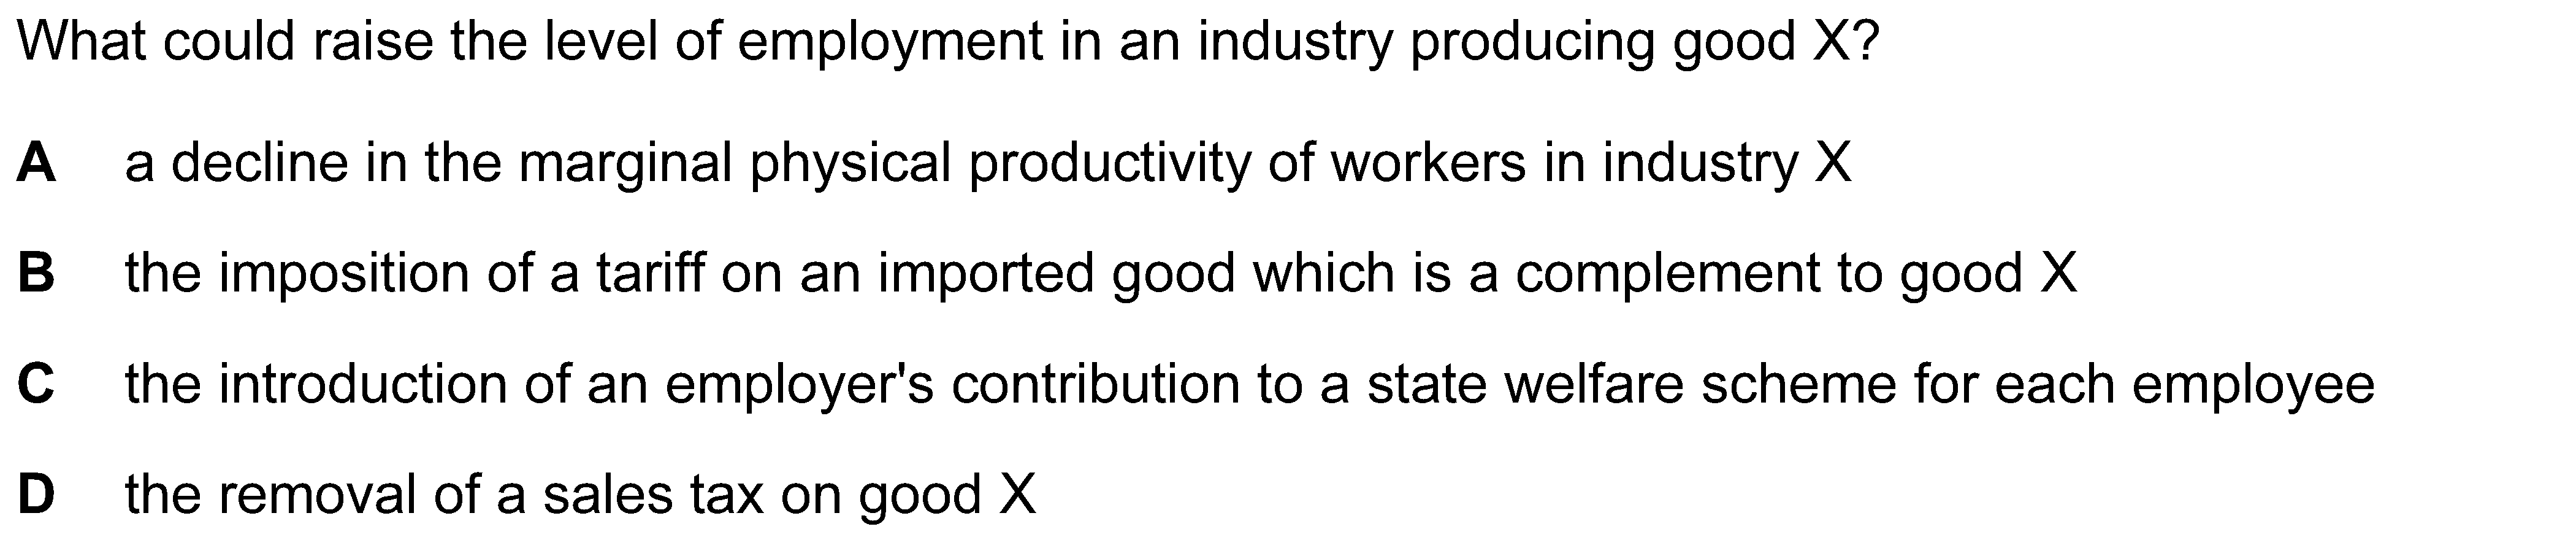 What could raise the level of employment in an industry producing good X?
A a decline in the marginal physical productivity of workers in industry X
B the imposition of a tariff on an imported good which is a complement to good X
C the introduction of an employer's contribution to a state welfare scheme for each employee
D the removal of a sales tax on good X